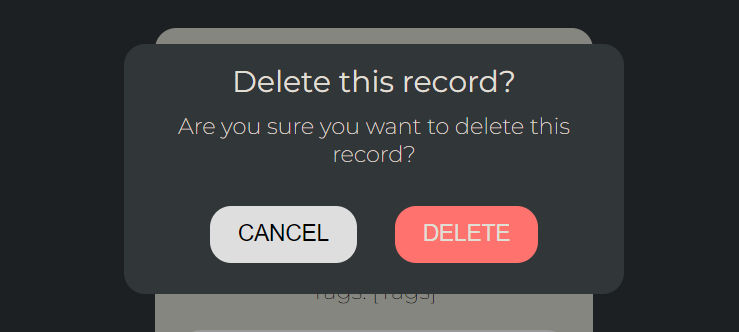 Delete this record?
Are you sure you want to delete this
record?
CANCEL
DELETE
Tags: [Tags]